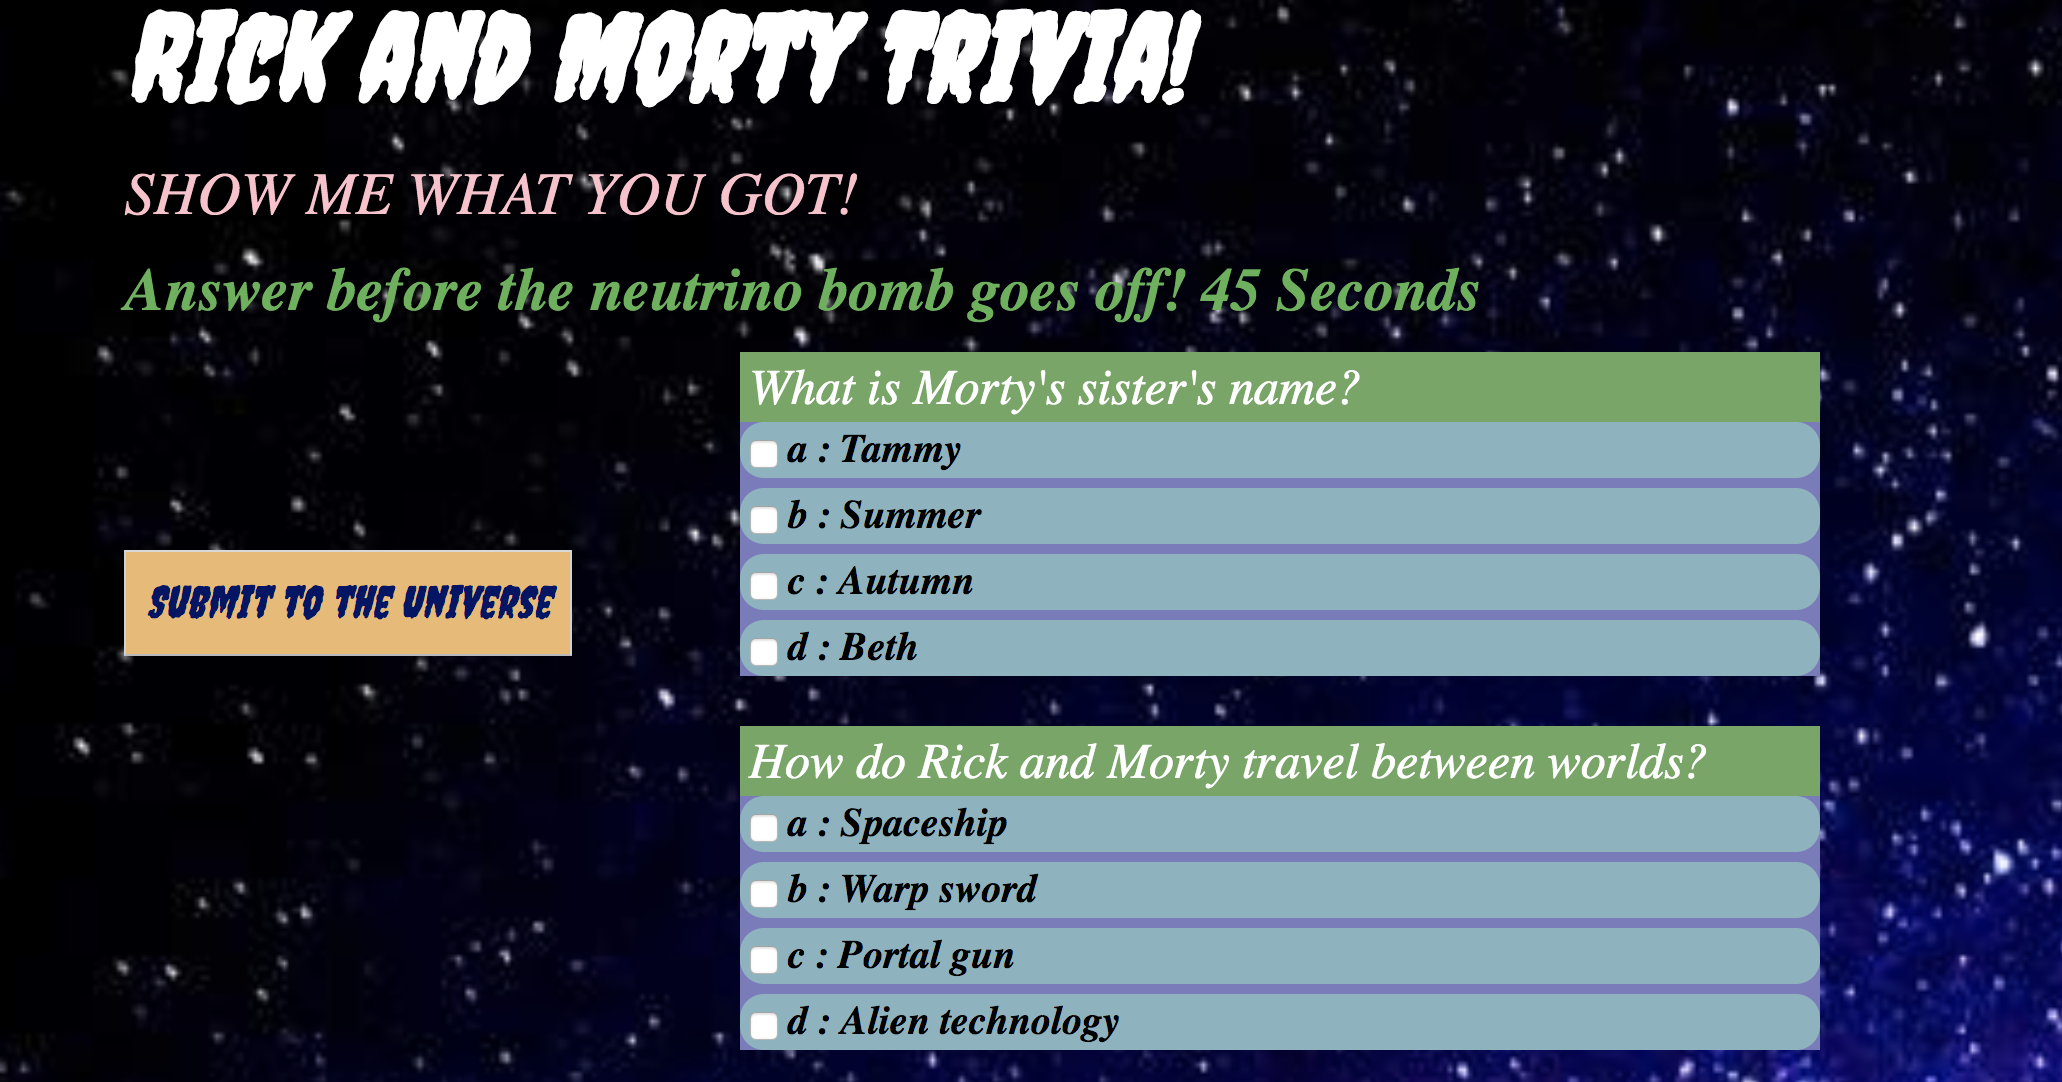 RICK AND MORTY TRIVIA!
SHOW ME WHAT YOU GOT!
Answer before the neutrino bomb goes off! 45 Seconds
What is Morty's sister's name?
a : Tammy
b : Summer
c : Autumn
d : Beth
SUBMIT TO THE UNIVERSE
How do Rick and Morty travel between worlds?
a : Spaceship
b : Warp sword
c : Portal gun
d : Alien technology